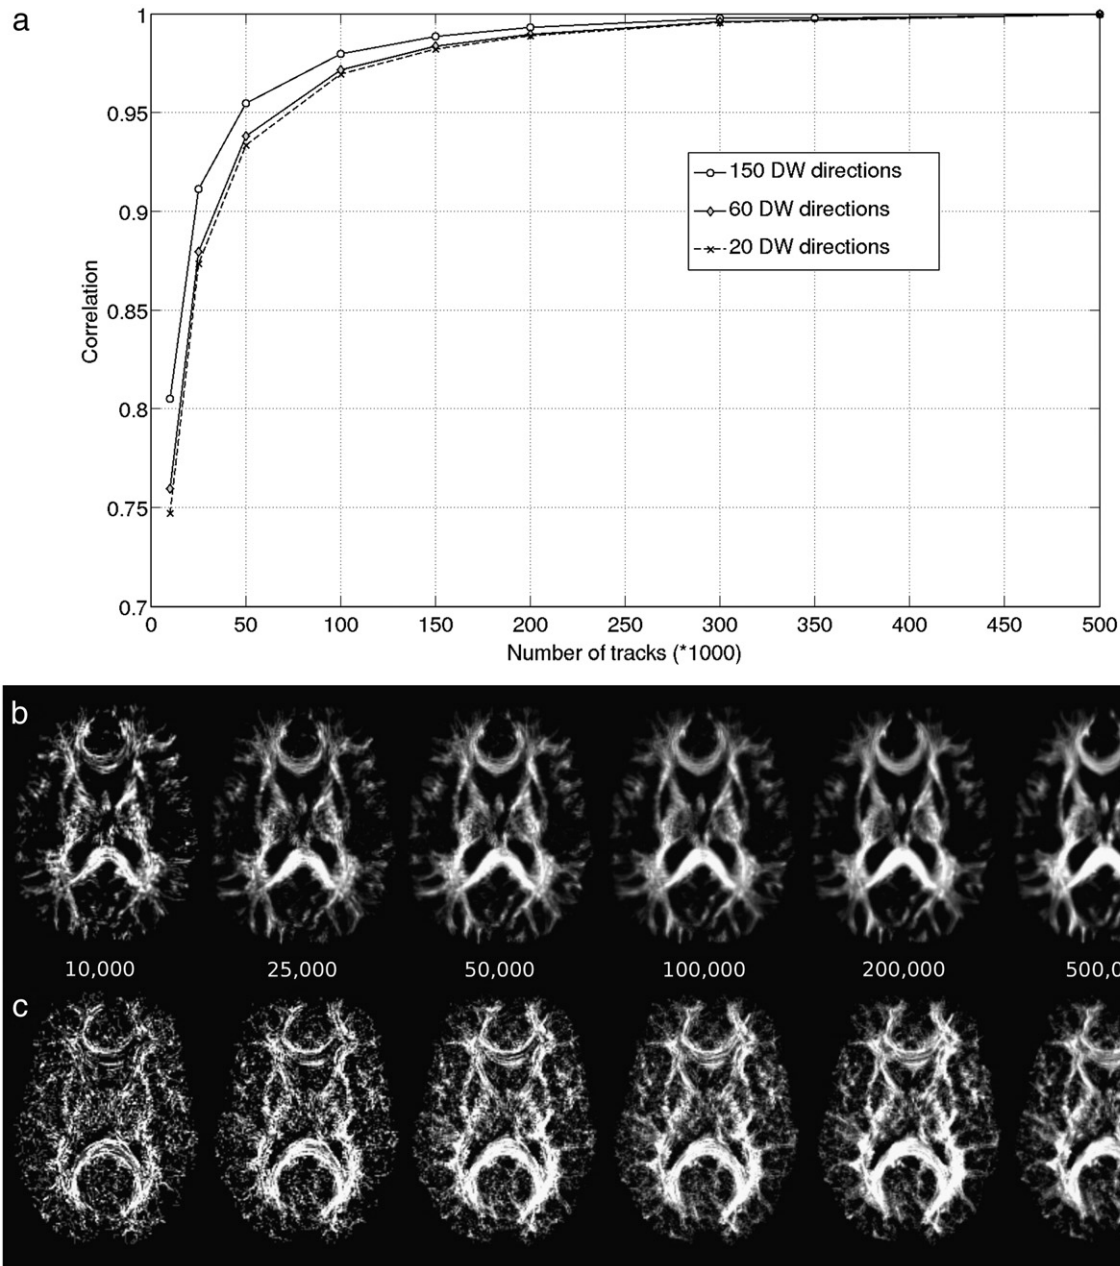 a
1
0.95
0.9
0.85
0.8
0.75
0.7
Correlation
150 DW directions
60 DW directions
20 DW directions
0 50 100 150 200 250 300 350 400 450 500
Number of tracks (*1000)
b
10,000 25,000 50,000 100,000 200,000 500,0
c